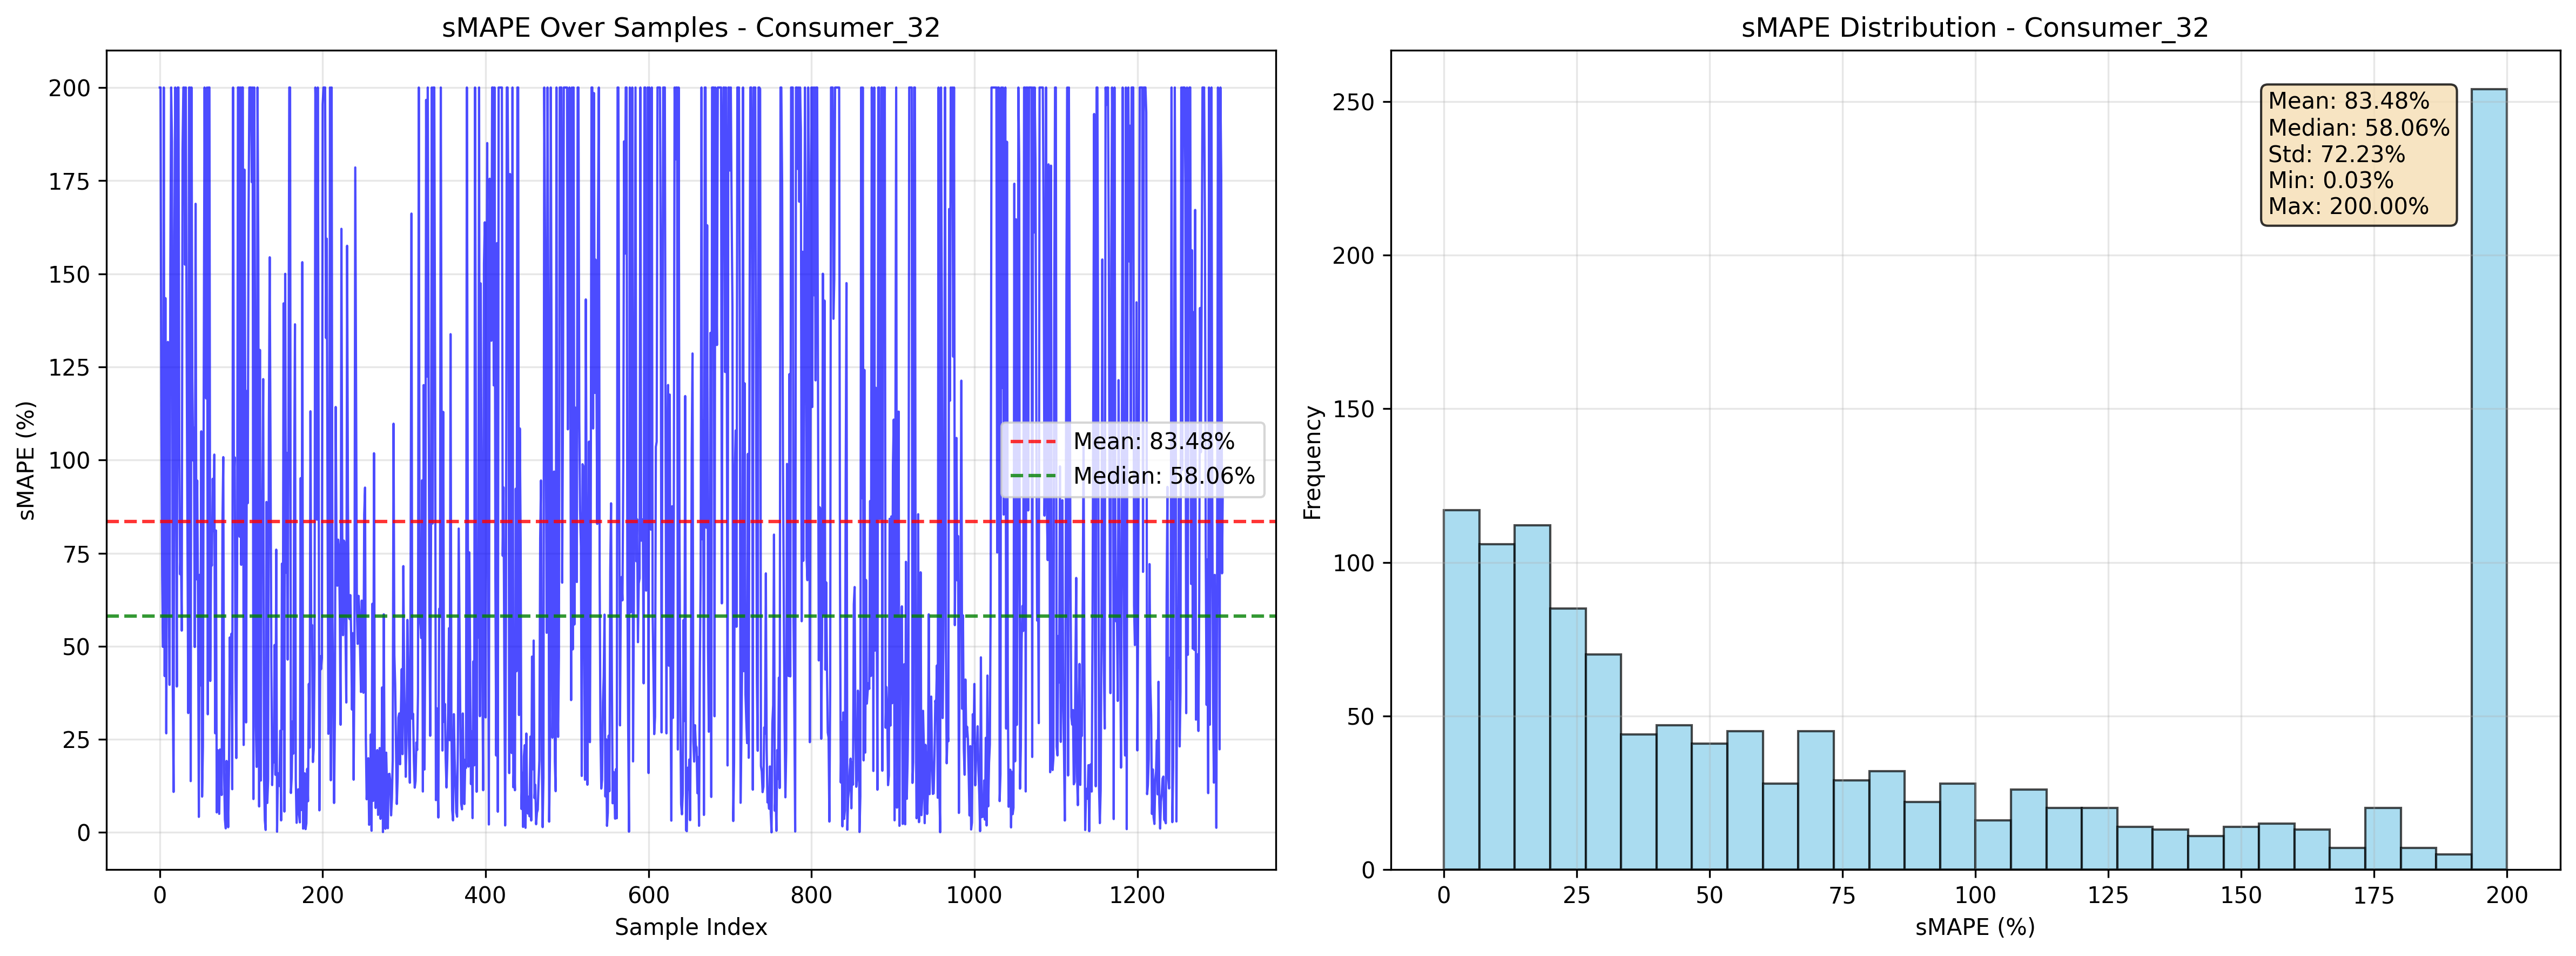 sMAPE Over Samples - Consumer_32
sMAPE (%)
200
175
150
125
100
75
50
25
0
Mean: 83.48%
Median: 58.06%
0 200 400 600 800 1000 1200
Sample Index
sMAPE Distribution - Consumer_32
Frequency
250
200
150
100
50
0
Mean: 83.48%
Median: 58.06%
Std: 72.23%
Min: 0.03%
Max: 200.00%
0 25 50 75 100 125 150 175 200
sMAPE (%)